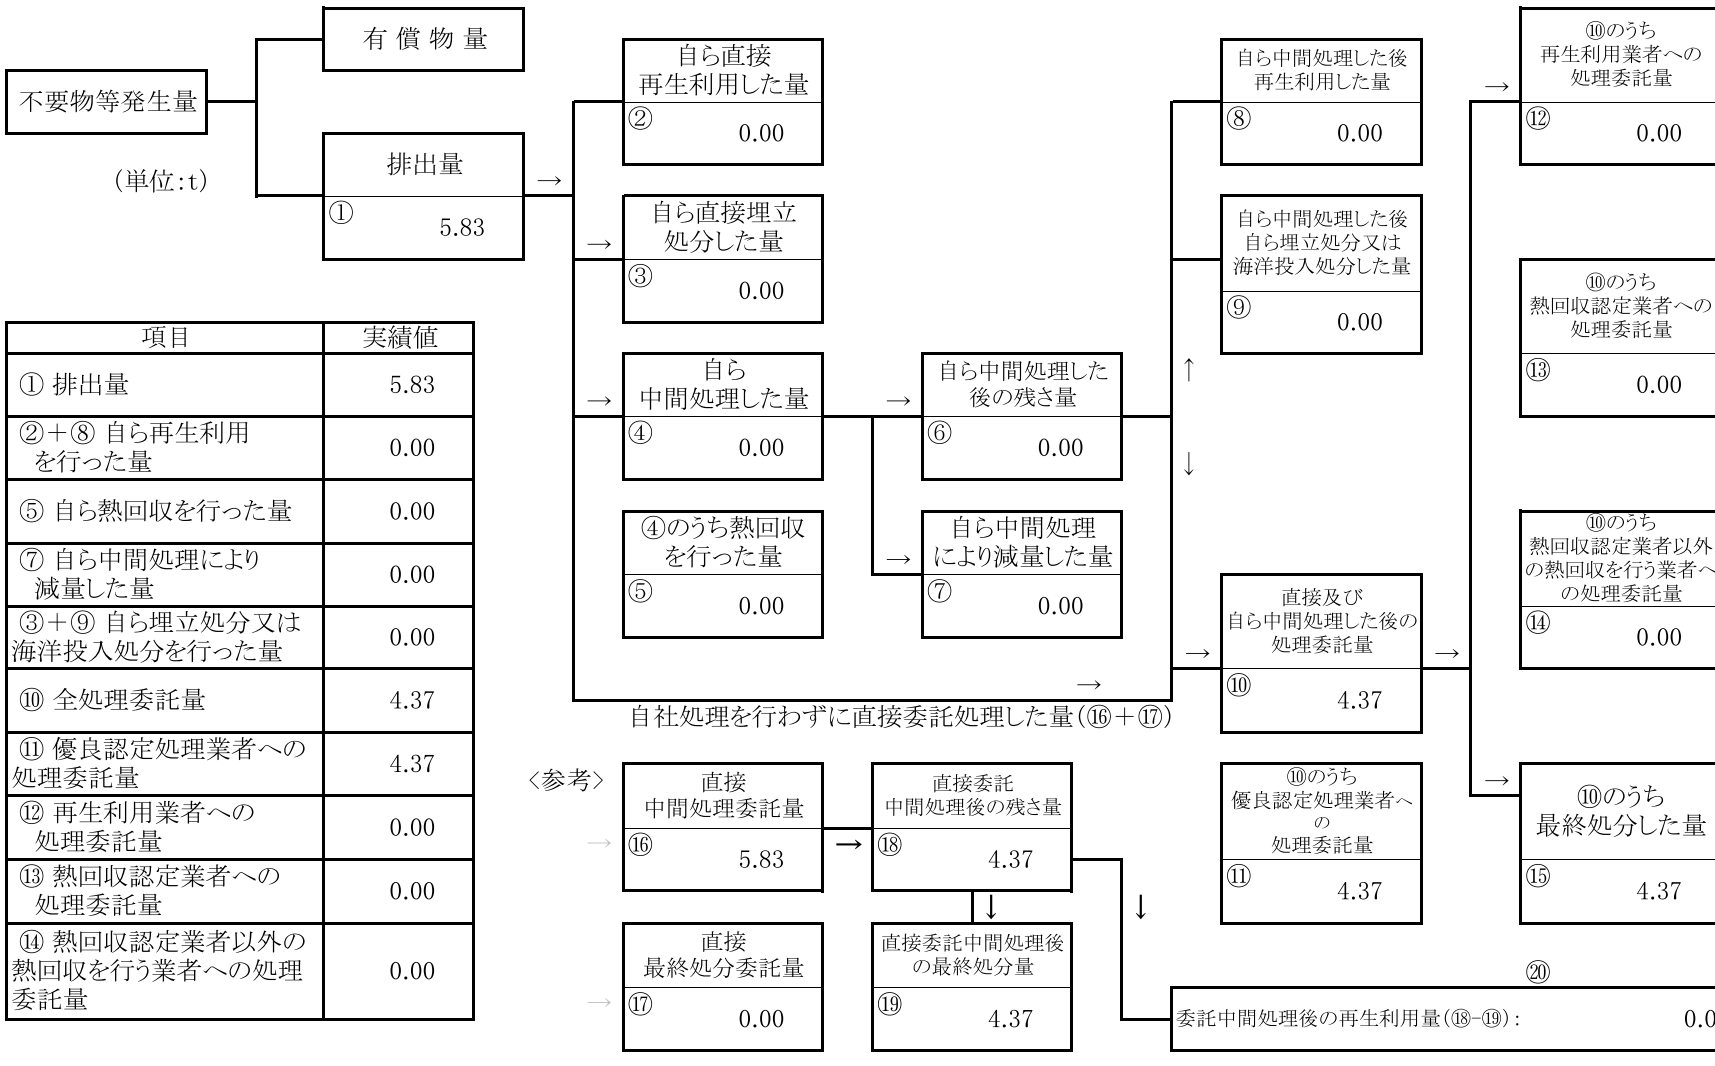 有 償 物 量
不要物等発生量
(単位:t)
排出量
①
5.83
→
自ら直接
再生利用した量
②
0.00
→
自ら直接埋立
処分した量
③
0.00
→
自ら
中間処理した量
④
0.00
④のうち熱回収
を行った量
⑤
0.00
→
自ら中間処理した
後の残さ量
⑥
0.00
→
自ら中間処理
により減量した量
⑦
0.00
自ら中間処理した後
再生利用した量
⑧
0.00
自ら中間処理した後
自ら埋立処分又は
海洋投入処分した量
⑨
0.00
↑
↓
→
自社処理を行わずに直接委託処理した量(⑯+⑰)
→
直接及び
自ら中間処理した後の
処理委託量
⑩
4.37
→
⑩のうち
優良認定処理業者へ
の
処理委託量
⑪
4.37
→
⑩のうち
再生利用業者への
処理委託量
⑫
0.00
⑩のうち
熱回収認定業者への
処理委託量
⑬
0.00
⑩のうち
熱回収認定業者以外
の熱回収を行う業者へ
の処理委託量
⑭
0.00
→
⑩のうち
最終処分した量
⑮
4.37
項目 実績値
① 排出量 5.83
②+⑧ 自ら再生利用
を行った量 0.00
⑤ 自ら熱回収を行った量 0.00
⑦ 自ら中間処理により
減量した量 0.00
③+⑨ 自ら埋立処分又は
海洋投入処分を行った量 0.00
⑩ 全処理委託量 4.37
⑪ 優良認定処理業者への
処理委託量 4.37
⑫ 再生利用業者への
処理委託量 0.00
⑬ 熱回収認定業者への
処理委託量 0.00
⑭ 熱回収認定業者以外の
熱回収を行う業者への処理
委託量 0.00
<参考>
→
直接
中間処理委託量
⑯
5.83
→
直接委託
中間処理後の残さ量
⑱
4.37
↓
↓
→
直接
最終処分委託量
⑰
0.00
直接委託中間処理後
の最終処分量
⑲
4.37
⑳
委託中間処理後の再生利用量(⑱-⑲): 0.0